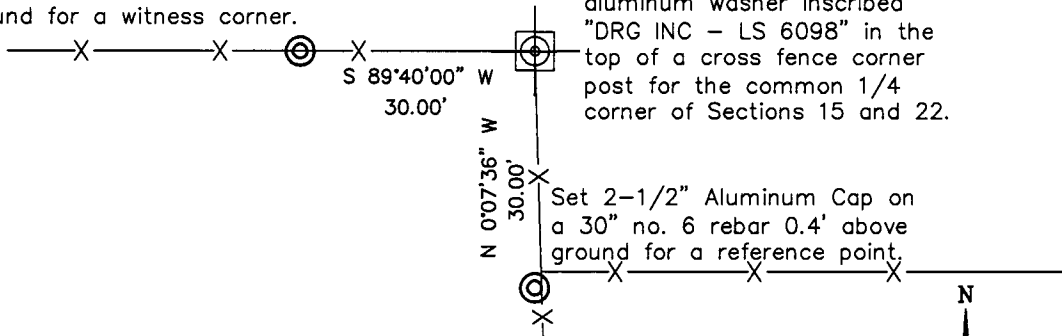 und for a witness corner.
aluminum washer inscribed
"DRG INC – LS 6098" in the
top of a cross fence corner
post for the common 1/4
corner of Sections 15 and 22.
S 89°40'00" W
30.00'
N 0°07'36" W
30.00'
Set 2–1/2" Aluminum Cap on
a 30" no. 6 rebar 0.4' above
ground for a reference point.
N